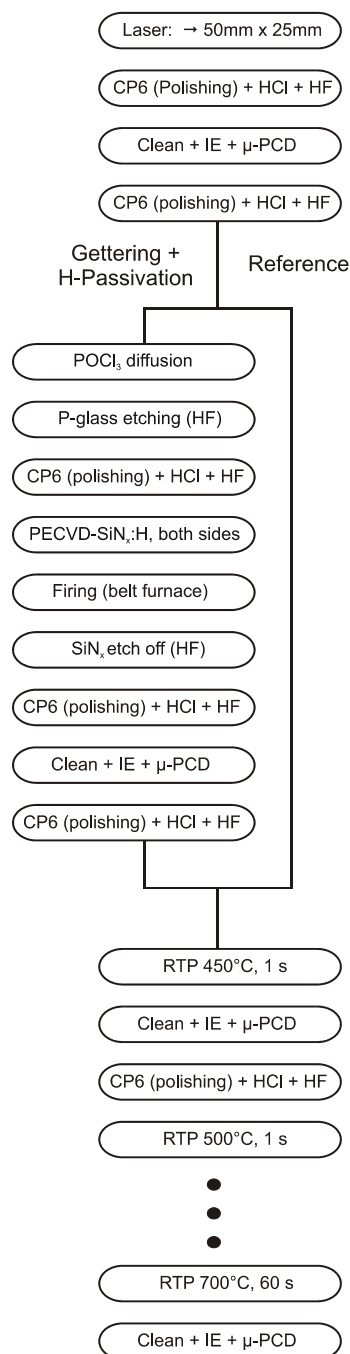 Laser: → 50mm x 25mm
CP6 (Polishing) + HCl + HF
Clean + IE + µ-PCD
CP6 (polishing) + HCl + HF
Gettering +
H-Passivation
Reference
POCl₃ diffusion
P-glass etching (HF)
CP6 (polishing) + HCl + HF
PECVD-SiNₓ:H, both sides
Firing (belt furnace)
SiNₓ etch off (HF)
CP6 (polishing) + HCl + HF
Clean + IE + µ-PCD
CP6 (polishing) + HCl + HF
RTP 450°C, 1 s
Clean + IE + µ-PCD
CP6 (polishing) + HCl + HF
RTP 500°C, 1 s
RTP 700°C, 60 s
Clean + IE + µ-PCD